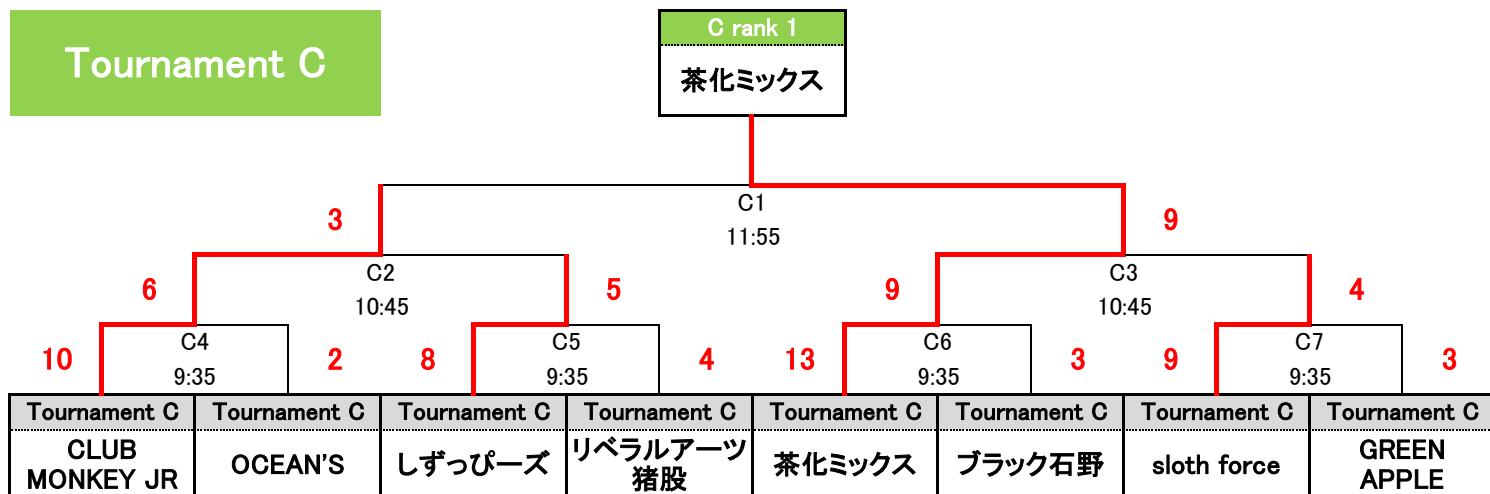 Tournament C
C rank 1
茶化ミックス
C1
3
9
11:55
C2
C3
6
5
9
4
10:45
10:45
C4
C5
C6
C7
10
2
8
4
13
3
9
3
9:35
9:35
9:35
9:35
Tournament C
Tournament C
Tournament C
Tournament C
Tournament C
Tournament C
Tournament C
Tournament C
CLUB
MONKEY JR
OCEAN'S
しずっぴーズ
リベラルアーツ
猪股
茶化ミックス
ブラック石野
sloth force
GREEN
APPLE